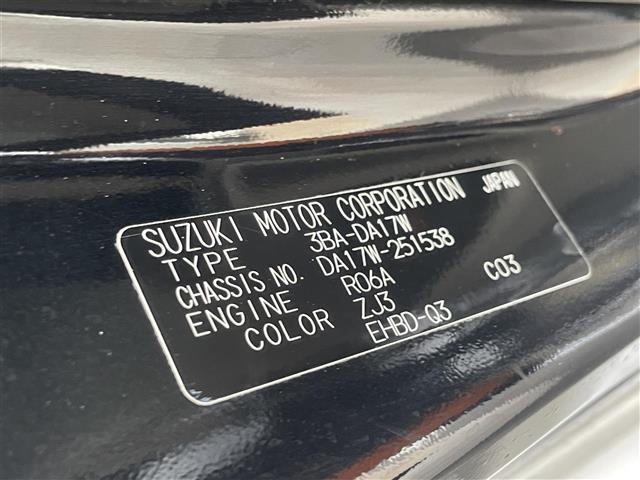 SUZUKI MOTOR CORPORATION JAPAN
TYPE 3BA-DA17W
CHASSIS NO. DA17W-251538
ENGINE R06A C03
COLOR ZJ3
EHBD-Q3